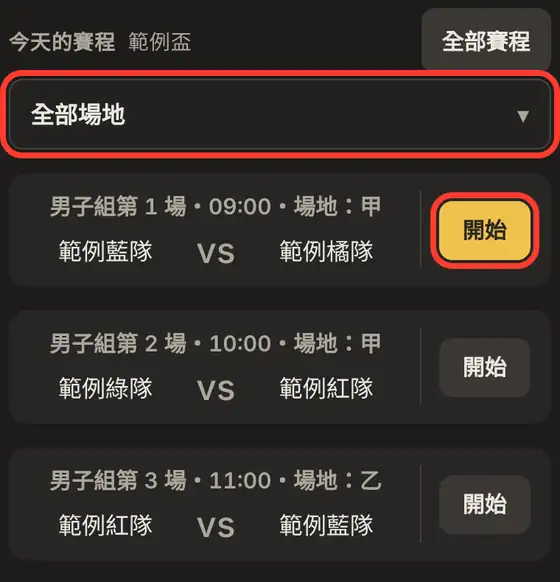 今天的賽程 範例盃
全部賽程
全部場地 ▼
男子組第 1 場・09:00・場地：甲
範例藍隊 VS 範例橘隊
開始
男子組第 2 場・10:00・場地：甲
範例綠隊 VS 範例紅隊
開始
男子組第 3 場・11:00・場地：乙
範例紅隊 VS 範例藍隊
開始